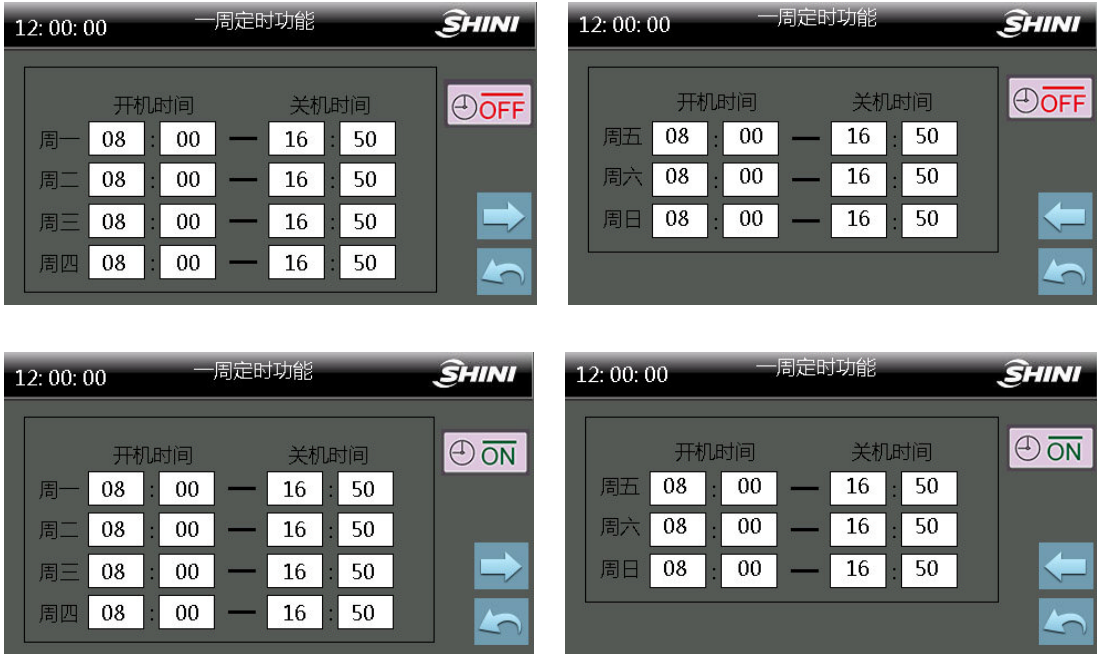 12: 00: 00 一周定时功能 SHINI
开机时间 关机时间 OFF
周一 08 : 00 — 16 : 50
周二 08 : 00 — 16 : 50
周三 08 : 00 — 16 : 50
周四 08 : 00 — 16 : 50
12: 00: 00 一周定时功能 SHINI
开机时间 关机时间 OFF
周五 08 : 00 — 16 : 50
周六 08 : 00 — 16 : 50
周日 08 : 00 — 16 : 50
12: 00: 00 一周定时功能 SHINI
开机时间 关机时间 ON
周一 08 : 00 — 16 : 50
周二 08 : 00 — 16 : 50
周三 08 : 00 — 16 : 50
周四 08 : 00 — 16 : 50
12: 00: 00 一周定时功能 SHINI
开机时间 关机时间 ON
周五 08 : 00 — 16 : 50
周六 08 : 00 — 16 : 50
周日 08 : 00 — 16 : 50